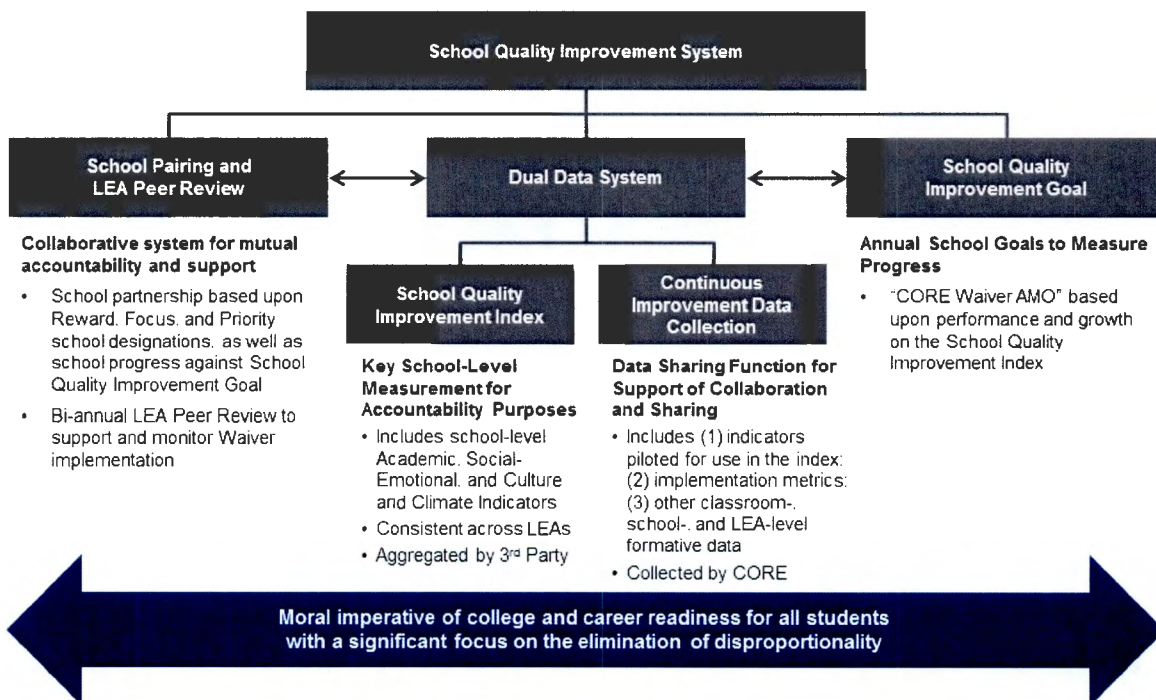 School Quality Improvement System
School Pairing and
LEA Peer Review
Dual Data System
School Quality
Improvement Goal
Collaborative system for mutual
accountability and support
• School partnership based upon
Reward, Focus, and Priority
school designations, as well as
school progress against School
Quality Improvement Goal
• Bi-annual LEA Peer Review to
support and monitor Waiver
implementation
School Quality
Improvement Index
Key School-Level
Measurement for
Accountability Purposes
• Includes school-level
Academic, Social-
Emotional, and Culture
and Climate Indicators
• Consistent across LEAs
• Aggregated by 3rd Party
Continuous
Improvement Data
Collection
Data Sharing Function for
Support of Collaboration
and Sharing
• Includes (1) indicators
piloted for use in the index;
(2) implementation metrics;
(3) other classroom-,
school-, and LEA-level
formative data
• Collected by CORE
Annual School Goals to Measure
Progress
• "CORE Waiver AMO" based
upon performance and growth
on the School Quality
Improvement Index
Moral imperative of college and career readiness for all students
with a significant focus on the elimination of disproportionality